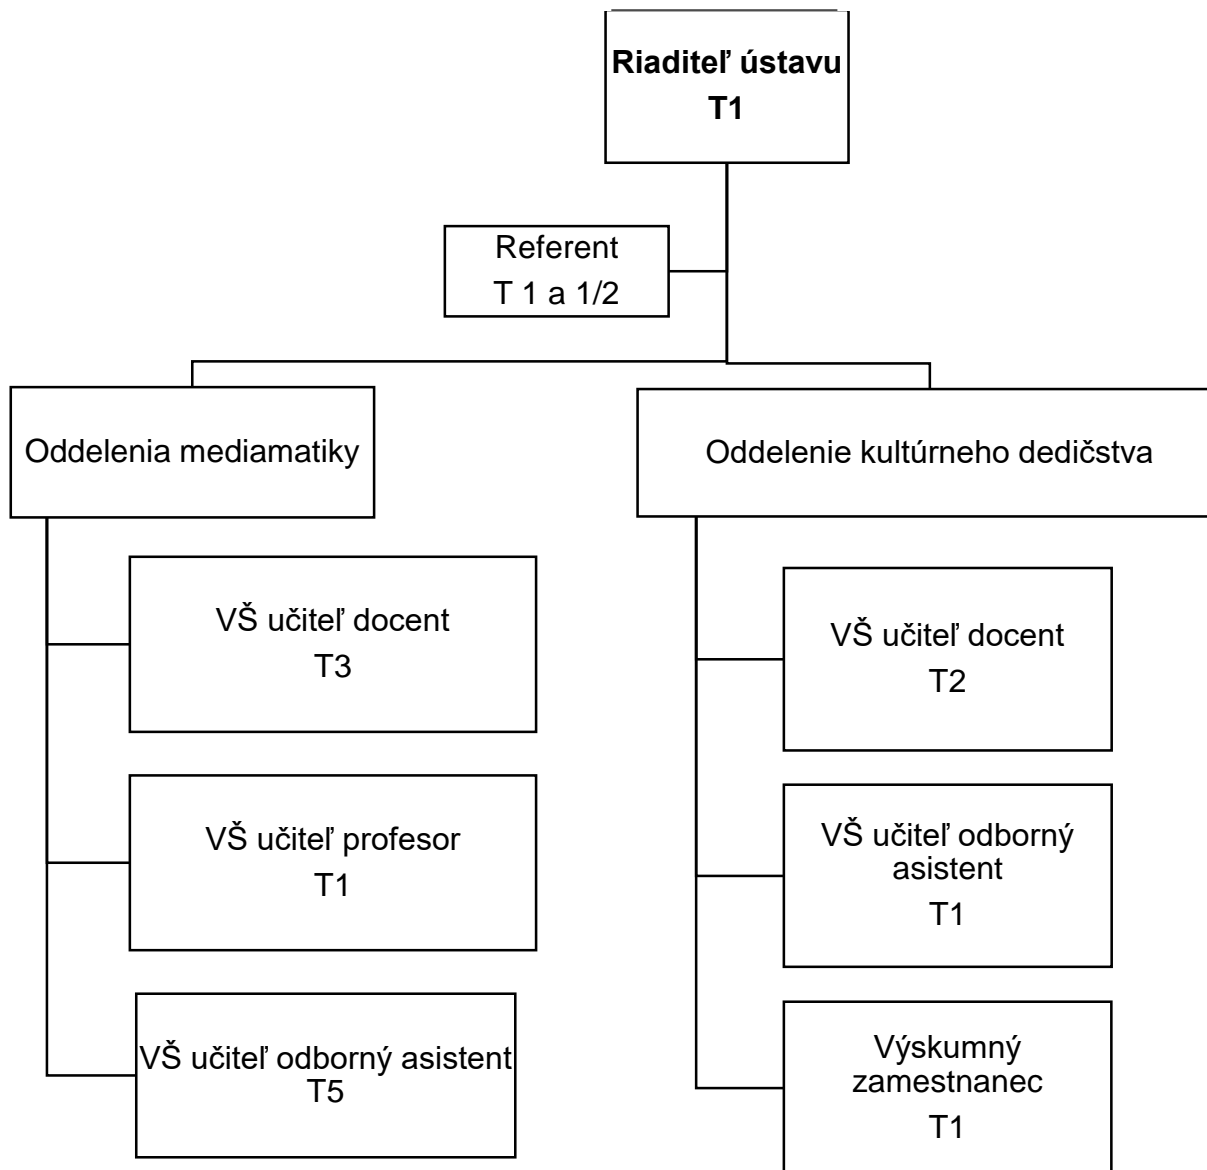 Riaditeľ ústavu
T1
Referent
T 1 a 1/2
Oddelenia mediamatiky
Oddelenie kultúrneho dedičstva
VŠ učiteľ docent
T3
VŠ učiteľ profesor
T1
VŠ učiteľ odborný asistent
T5
VŠ učiteľ docent
T2
VŠ učiteľ odborný
asistent
T1
Výskumný
zamestnanec
T1